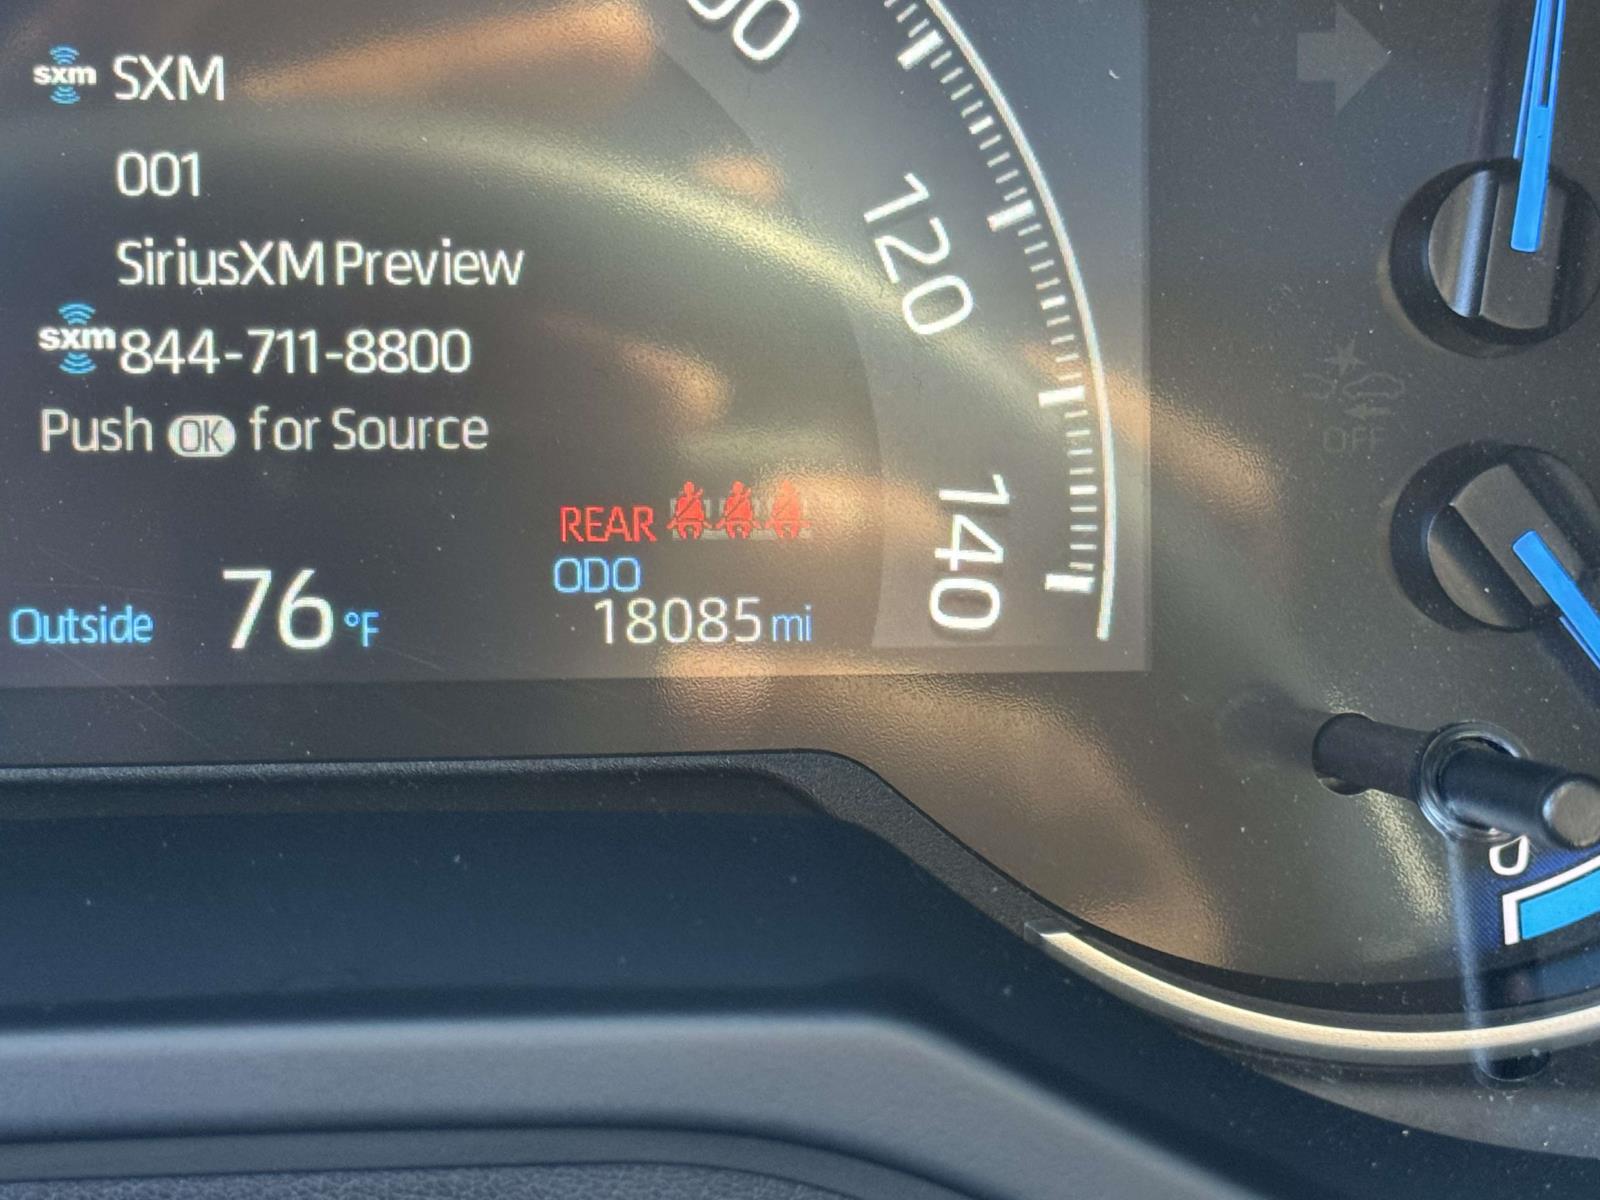 sxm SXM
001
SiriusXM Preview
sxm 844-711-8800
Push OK for Source
REAR
ODO
18085 mi
Outside 76 °F
120
140
OFF